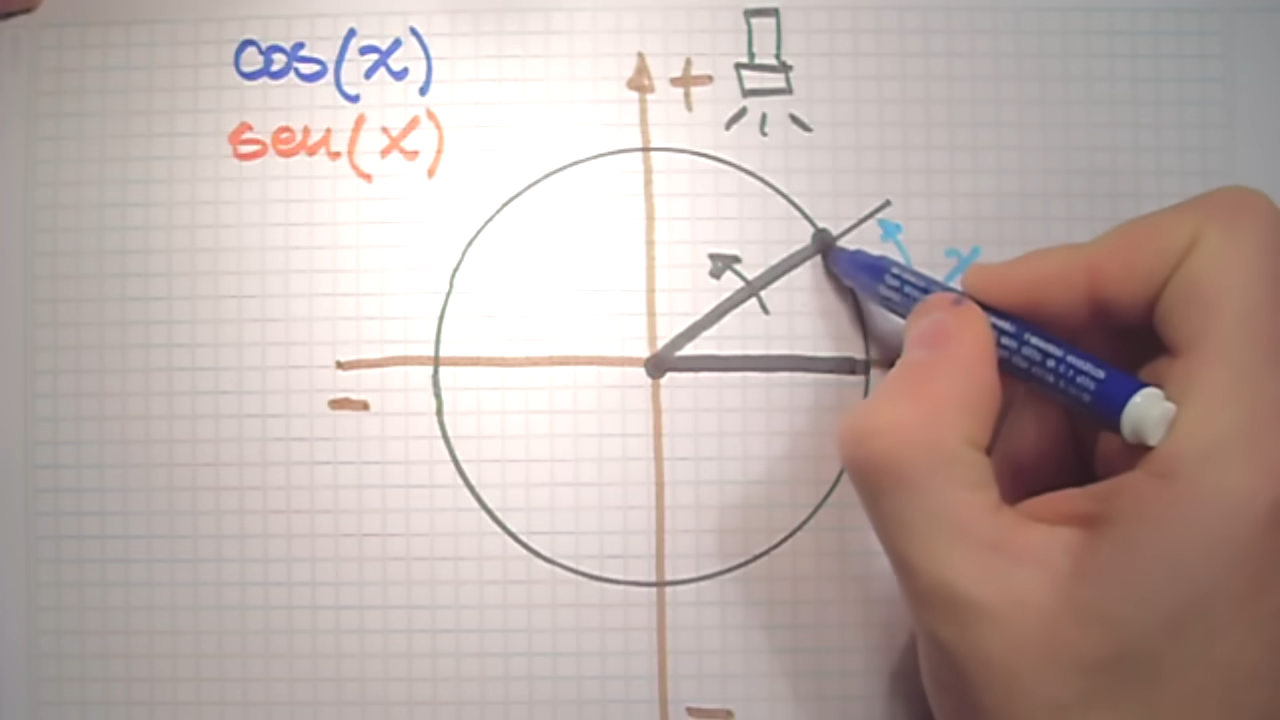 cos(x)
sen(x)
+
x
-
-